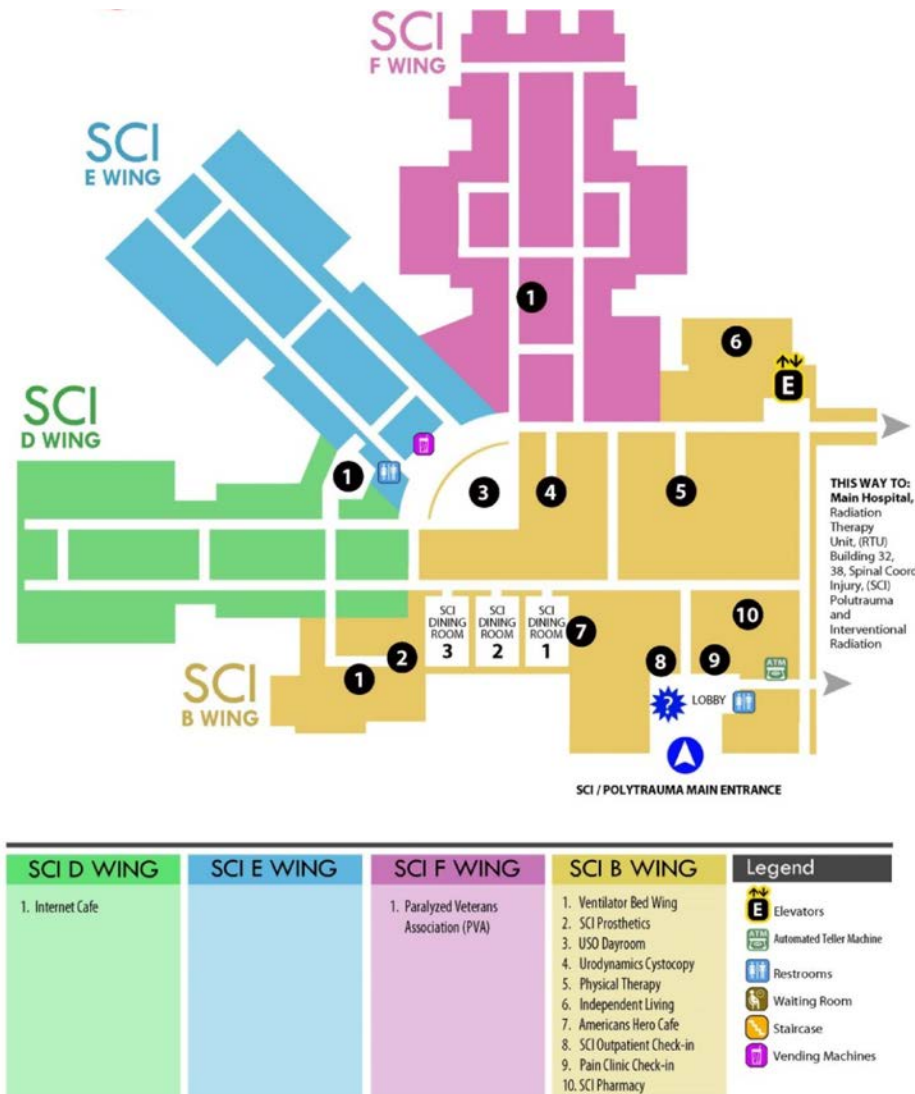 SCI
F WING
SCI
E WING
SCI
D WING
SCI
B WING
1
6
E
1
3
4
5
THIS WAY TO:
Main Hospital,
Radiation
Therapy
Unit, (RTU)
Building 32,
38, Spinal Coord
Injury, (SCI)
Polutrauma
and
Interventional
Radiation
SCI
DINING
ROOM
3
SCI
DINING
ROOM
2
SCI
DINING
ROOM
1
7
10
2
1
8
9
ATM
?
LOBBY
SCI / POLYTRAUMA MAIN ENTRANCE
SCI D WING
1. Internet Cafe
SCI E WING
SCI F WING
1. Paralyzed Veterans
Association (PVA)
SCI B WING
1. Ventilator Bed Wing
2. SCI Prosthetics
3. USO Dayroom
4. Urodynamics Cystocopy
5. Physical Therapy
6. Independent Living
7. Americans Hero Cafe
8. SCI Outpatient Check-in
9. Pain Clinic Check-in
10. SCI Pharmacy
Legend
E Elevators
ATM Automated Teller Machine
Restrooms
Waiting Room
Staircase
Vending Machines